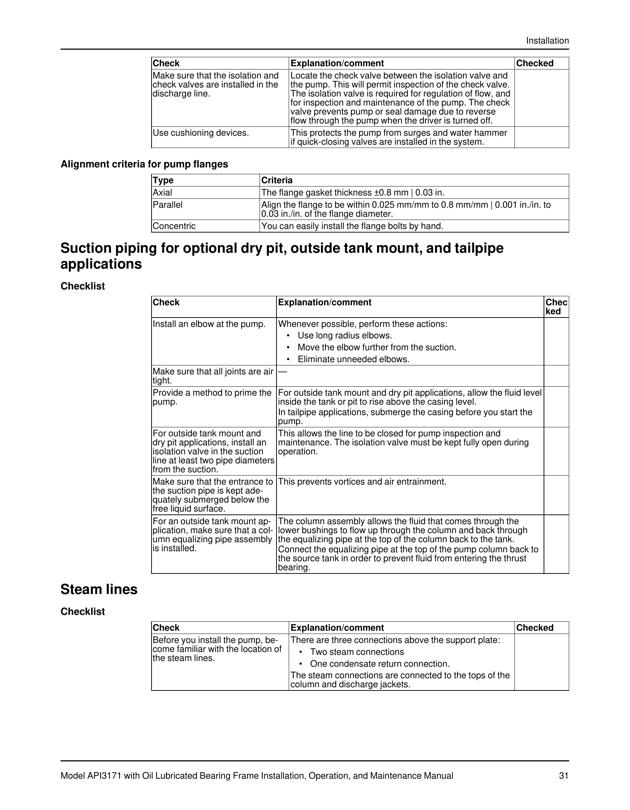 Installation
Check Explanation/comment Checked
Make sure that the isolation and
check valves are installed in the
discharge line.
Locate the check valve between the isolation valve and
the pump. This will permit inspection of the check valve.
The isolation valve is required for regulation of flow, and
for inspection and maintenance of the pump. The check
valve prevents pump or seal damage due to reverse
flow through the pump when the driver is turned off.
Use cushioning devices.
This protects the pump from surges and water hammer
if quick-closing valves are installed in the system.
Alignment criteria for pump flanges
Type Criteria
Axial The flange gasket thickness ±0.8 mm | 0.03 in.
Parallel Align the flange to be within 0.025 mm/mm to 0.8 mm/mm | 0.001 in./in. to
0.03 in./in. of the flange diameter.
Concentric You can easily install the flange bolts by hand.
Suction piping for optional dry pit, outside tank mount, and tailpipe
applications
Checklist
Check Explanation/comment Chec
ked
Install an elbow at the pump. Whenever possible, perform these actions:
• Use long radius elbows.
• Move the elbow further from the suction.
• Eliminate unneeded elbows.
Make sure that all joints are air
tight.
—
Provide a method to prime the
pump.
For outside tank mount and dry pit applications, allow the fluid level
inside the tank or pit to rise above the casing level.
In tailpipe applications, submerge the casing before you start the
pump.
For outside tank mount and
dry pit applications, install an
isolation valve in the suction
line at least two pipe diameters
from the suction.
This allows the line to be closed for pump inspection and
maintenance. The isolation valve must be kept fully open during
operation.
Make sure that the entrance to
the suction pipe is kept ade-
quately submerged below the
free liquid surface.
This prevents vortices and air entrainment.
For an outside tank mount ap-
plication, make sure that a col-
umn equalizing pipe assembly
is installed.
The column assembly allows the fluid that comes through the
lower bushings to flow up through the column and back through
the equalizing pipe at the top of the column back to the tank.
Connect the equalizing pipe at the top of the pump column back to
the source tank in order to prevent fluid from entering the thrust
bearing.
Steam lines
Checklist
Check Explanation/comment Checked
Before you install the pump, be-
come familiar with the location of
the steam lines.
There are three connections above the support plate:
• Two steam connections
• One condensate return connection.
The steam connections are connected to the tops of the
column and discharge jackets.
Model API3171 with Oil Lubricated Bearing Frame Installation, Operation, and Maintenance Manual 31